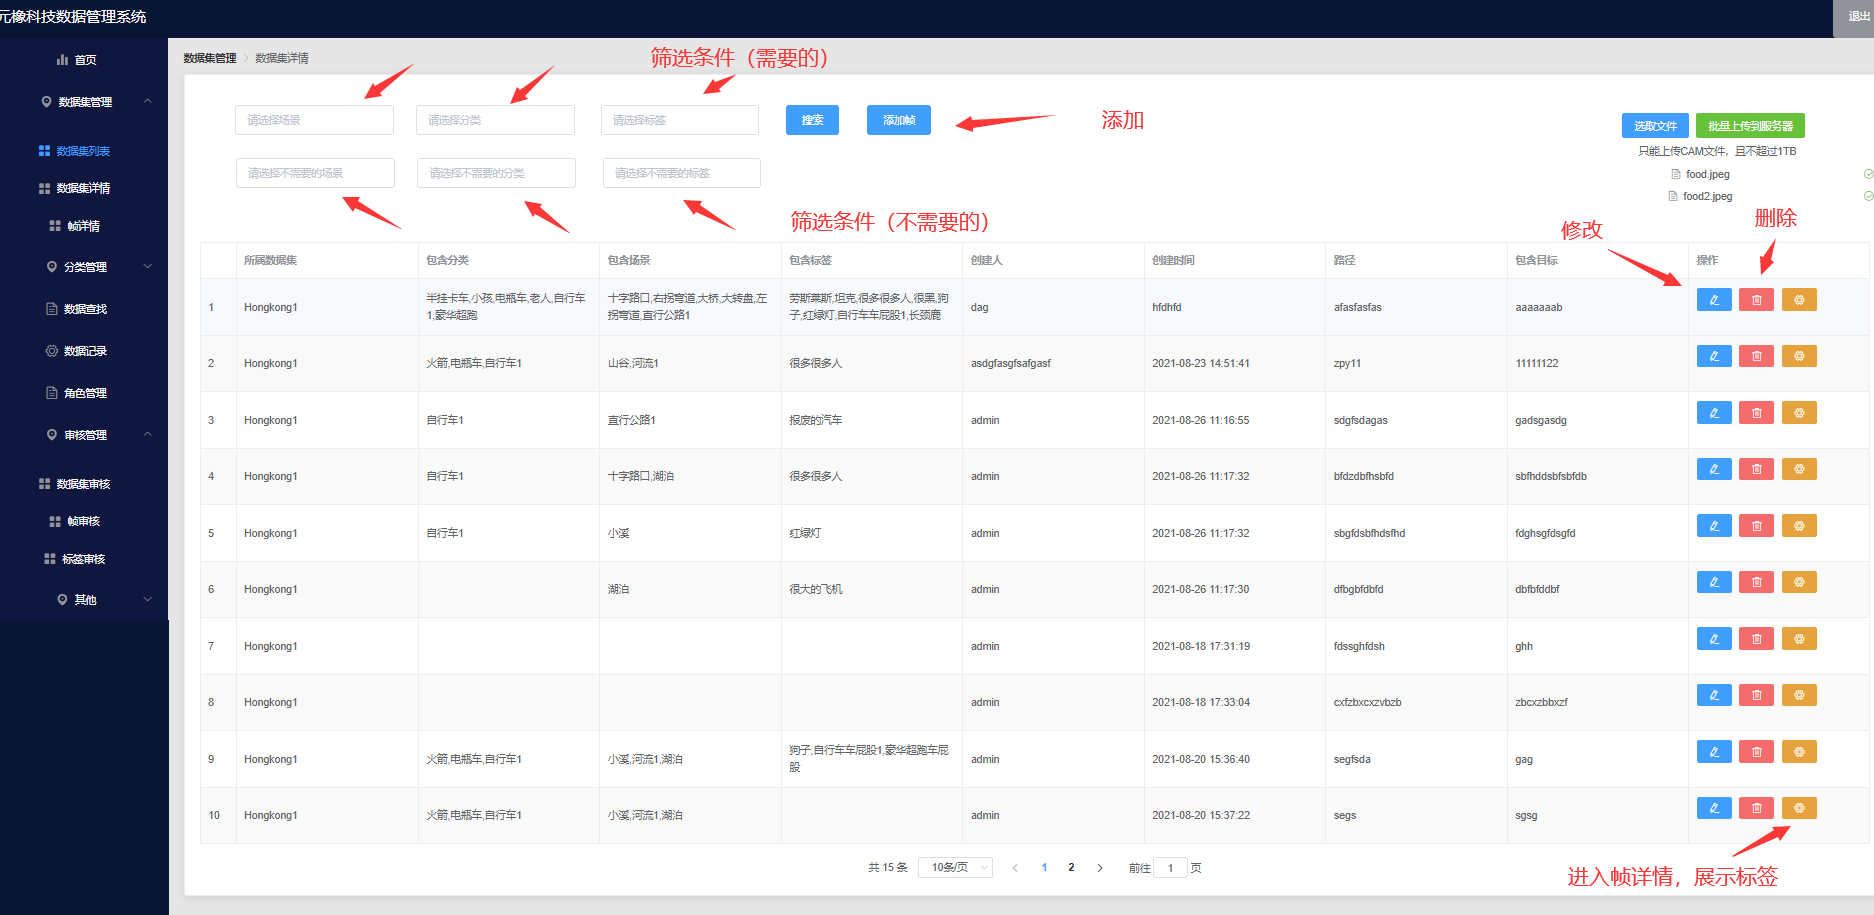 元橡科技数据管理系统
退出
首页
数据集管理
数据集列表
数据集详情
帧详情
分类管理
数据查找
数据记录
角色管理
审核管理
数据集审核
帧审核
标签审核
其他
数据集管理 > 数据集详情
筛选条件（需要的）
请选择场景 请选择分类 请选择标签 搜索 添加帧
添加
请选择不需要的场景 请选择不需要的分类 请选择不需要的标签
筛选条件（不需要的）
选取文件 批量上传到服务器
只能上传CAM文件，且不超过1TB
food.jpeg
food2.jpeg
修改
删除
所属数据集 包含分类 包含场景 包含标签 创建人 创建时间 路径 包含目标 操作
1 Hongkong1 半挂卡车,小孩,电瓶车,老人,自行车1,豪华超跑 十字路口,右拐弯道,大桥,大转盘,左拐弯道,直行公路1 劳斯莱斯,坦克,很多很多人,很黑,狗子,红绿灯,自行车车屁股1,长颈鹿 dag hfdhfd afasfasfas aaaaaaab
2 Hongkong1 火箭,电瓶车,自行车1 山谷,河流1 很多很多人 asdgfasgfsafgasf 2021-08-23 14:51:41 zpy11 11111122
3 Hongkong1 自行车1 直行公路1 报废的汽车 admin 2021-08-26 11:16:55 sdgfsdagas gadsgasdg
4 Hongkong1 自行车1 十字路口,湖泊 很多很多人 admin 2021-08-26 11:17:32 bfdzdbfhsbfd sbfhddsbfsbfdb
5 Hongkong1 自行车1 小溪 红绿灯 admin 2021-08-26 11:17:32 sbgfdsbfhdsfhd fdghsgfdsgfd
6 Hongkong1 湖泊 很大的飞机 admin 2021-08-26 11:17:30 dfbgbfdbfd dbfbfddbf
7 Hongkong1 admin 2021-08-18 17:31:19 fdssghfdsh ghh
8 Hongkong1 admin 2021-08-18 17:33:04 cxfzbxcxzvbzb zbcxzbbxzf
9 Hongkong1 火箭,电瓶车,自行车1 小溪,河流1,湖泊 狗子,自行车车屁股1,豪华超跑车屁股 admin 2021-08-20 15:36:40 segfsda gag
10 Hongkong1 火箭,电瓶车,自行车1 小溪,河流1,湖泊 admin 2021-08-20 15:37:22 segs sgsg
共 15 条 10条/页 < 1 2 > 前往 1 页
进入帧详情，展示标签